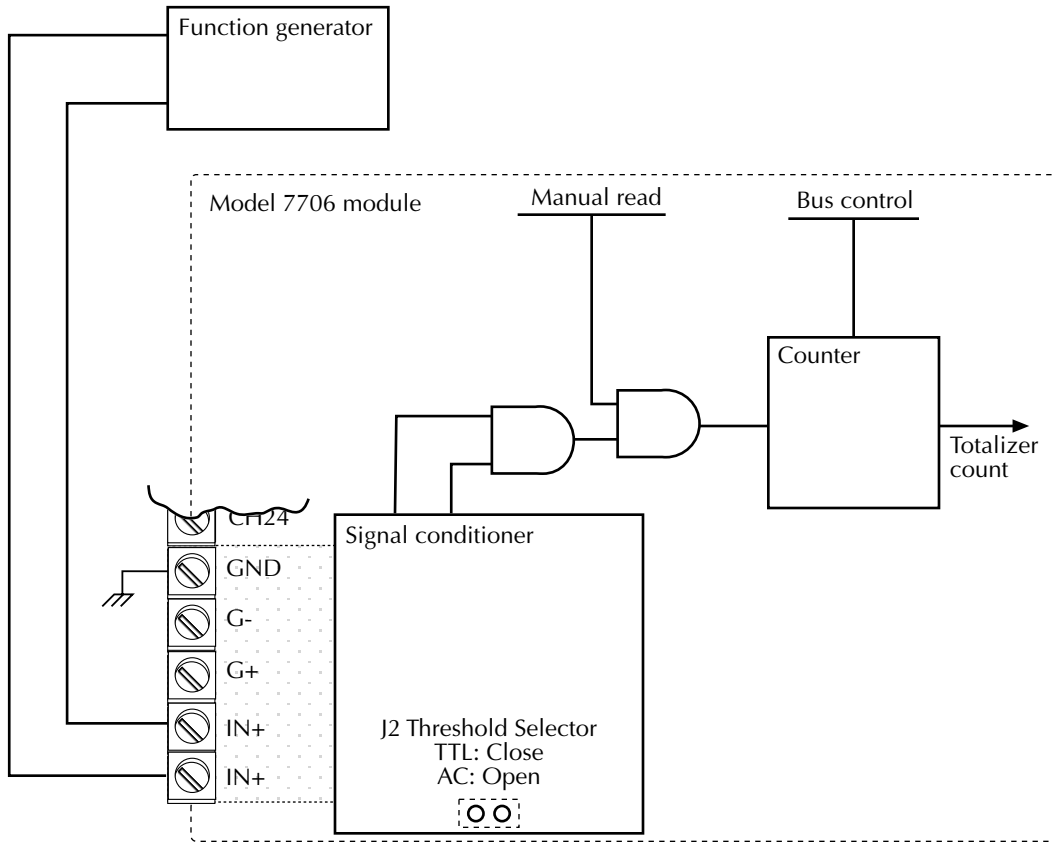 Function generator
Model 7706 module
Manual read
Bus control
Counter
Totalizer
count
CH24
Signal conditioner
GND
G-
G+
IN+
IN+
J2 Threshold Selector
TTL: Close
AC: Open